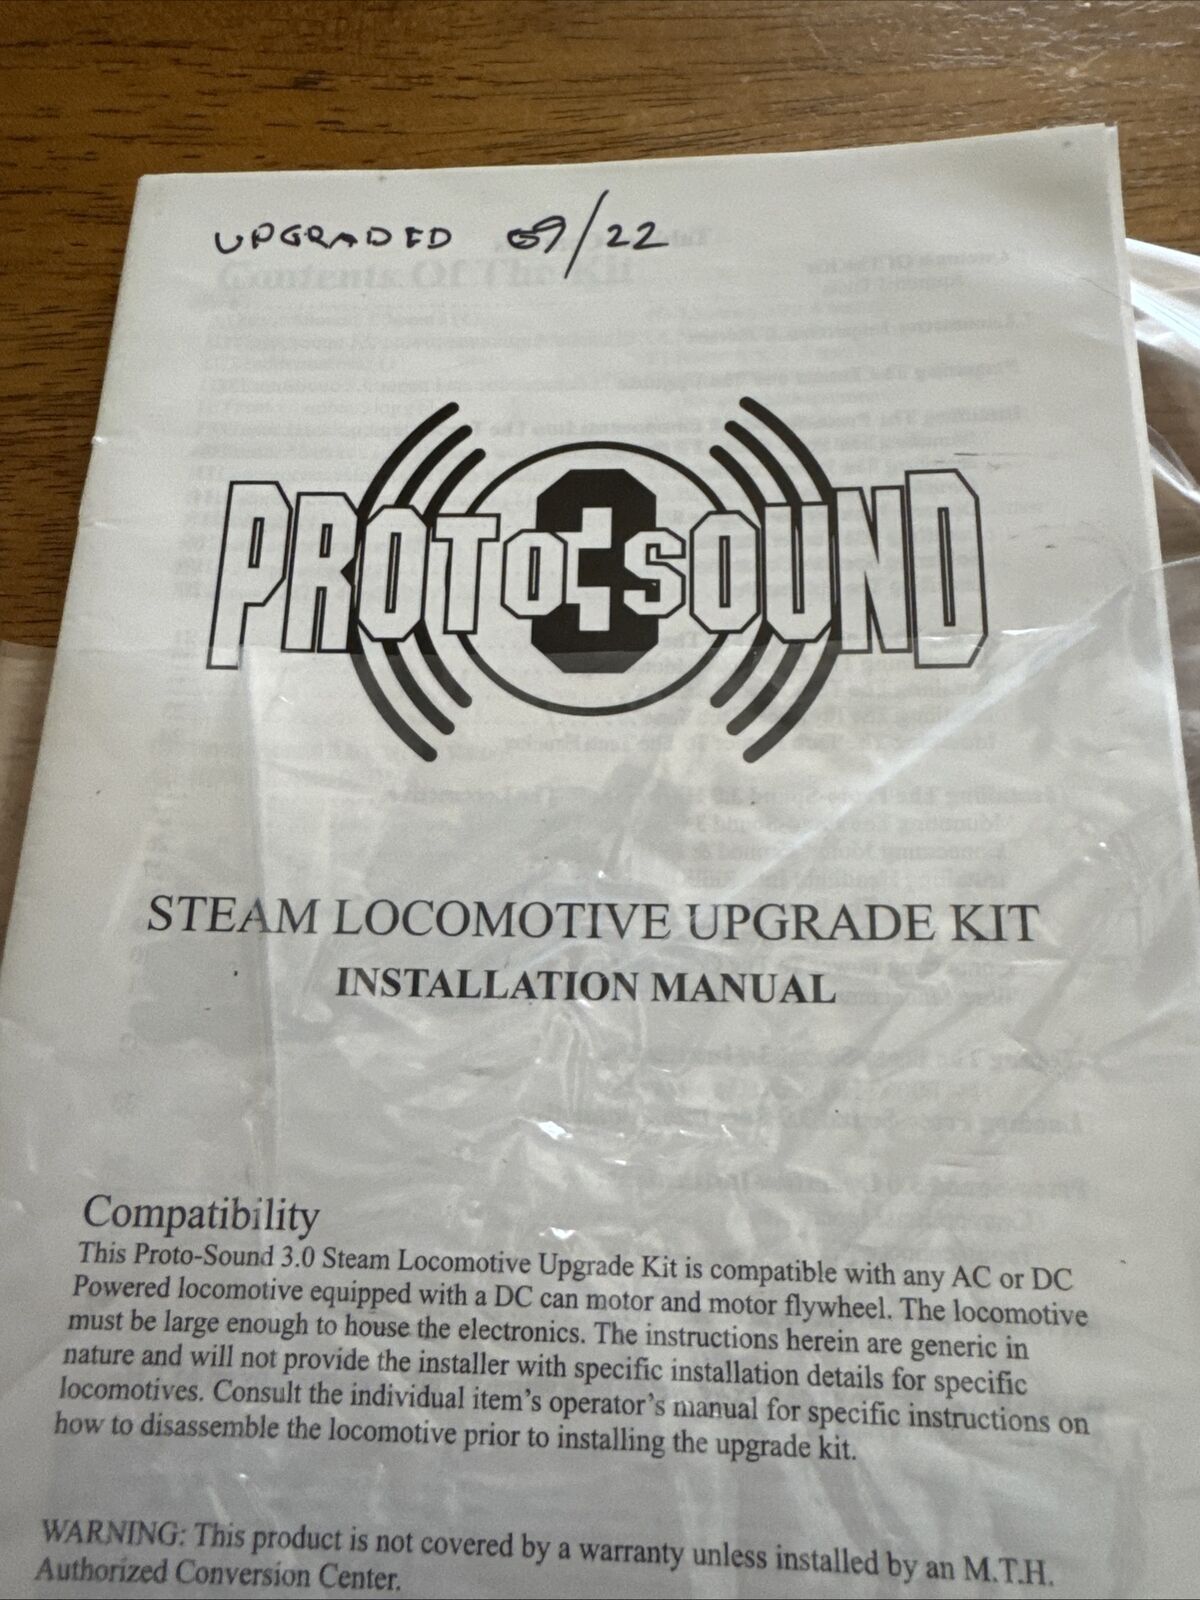 UPGRADED 09/22
PROTO 3 SOUND
STEAM LOCOMOTIVE UPGRADE KIT
INSTALLATION MANUAL
Compatibility
This Proto-Sound 3.0 Steam Locomotive Upgrade Kit is compatible with any AC or DC
Powered locomotive equipped with a DC can motor and motor flywheel. The locomotive
must be large enough to house the electronics. The instructions herein are generic in
nature and will not provide the installer with specific installation details for specific
locomotives. Consult the individual item's operator's manual for specific instructions on
how to disassemble the locomotive prior to installing the upgrade kit.
WARNING: This product is not covered by a warranty unless installed by an M.T.H.
Authorized Conversion Center.